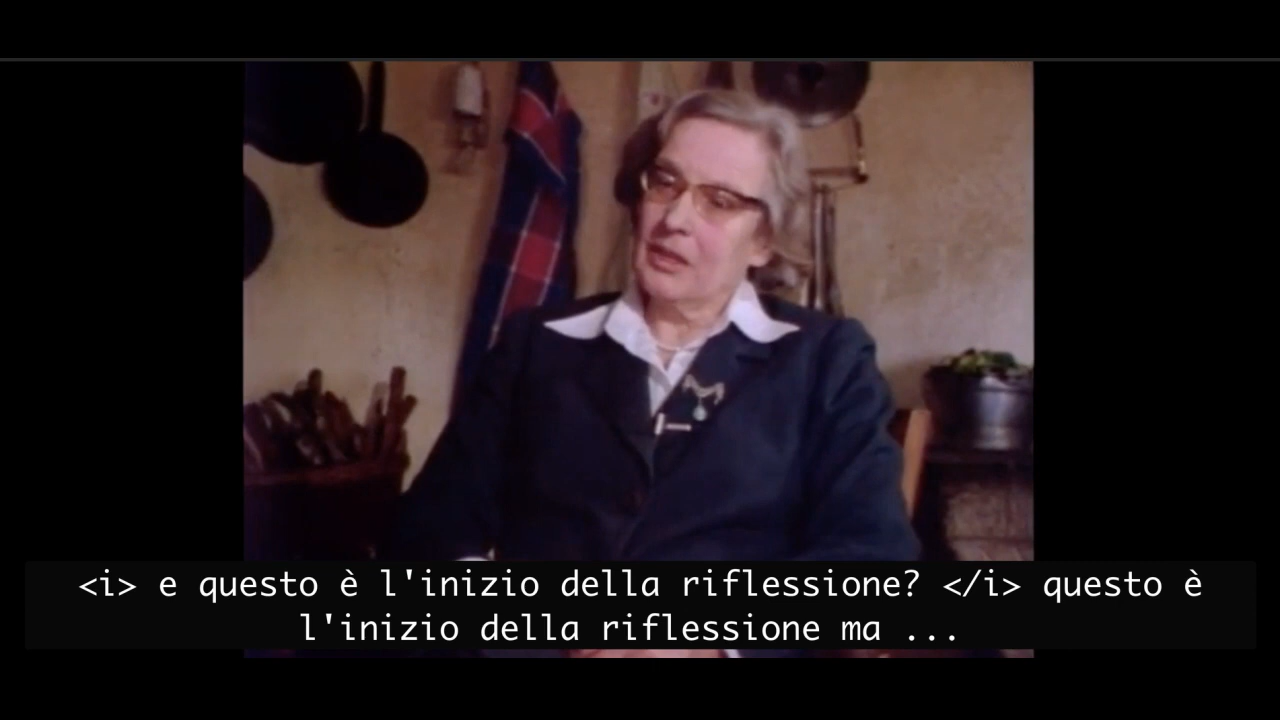 <i> e questo è l'inizio della riflessione? </i> questo è
l'inizio della riflessione ma ...